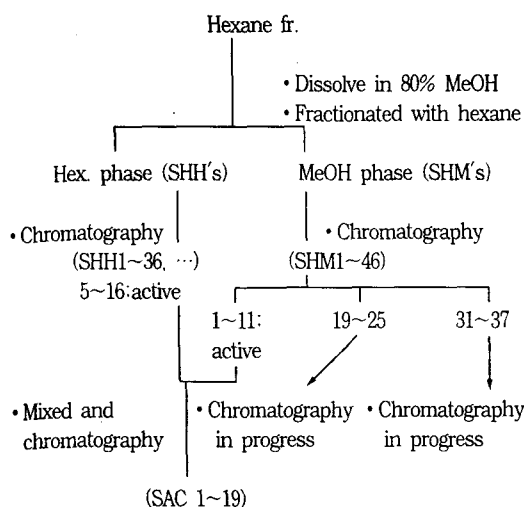 Hexane fr.
• Dissolve in 80% MeOH
• Fractionated with hexane
Hex. phase (SHH's)
MeOH phase (SHM's)
• Chromatography
(SHH1~36, ⋯)
5~16:active
• Chromatography
(SHM1~46)
1~11:
active
19~25
31~37
• Mixed and
chromatography
• Chromatography
in progress
• Chromatography
in progress
(SAC 1~19)